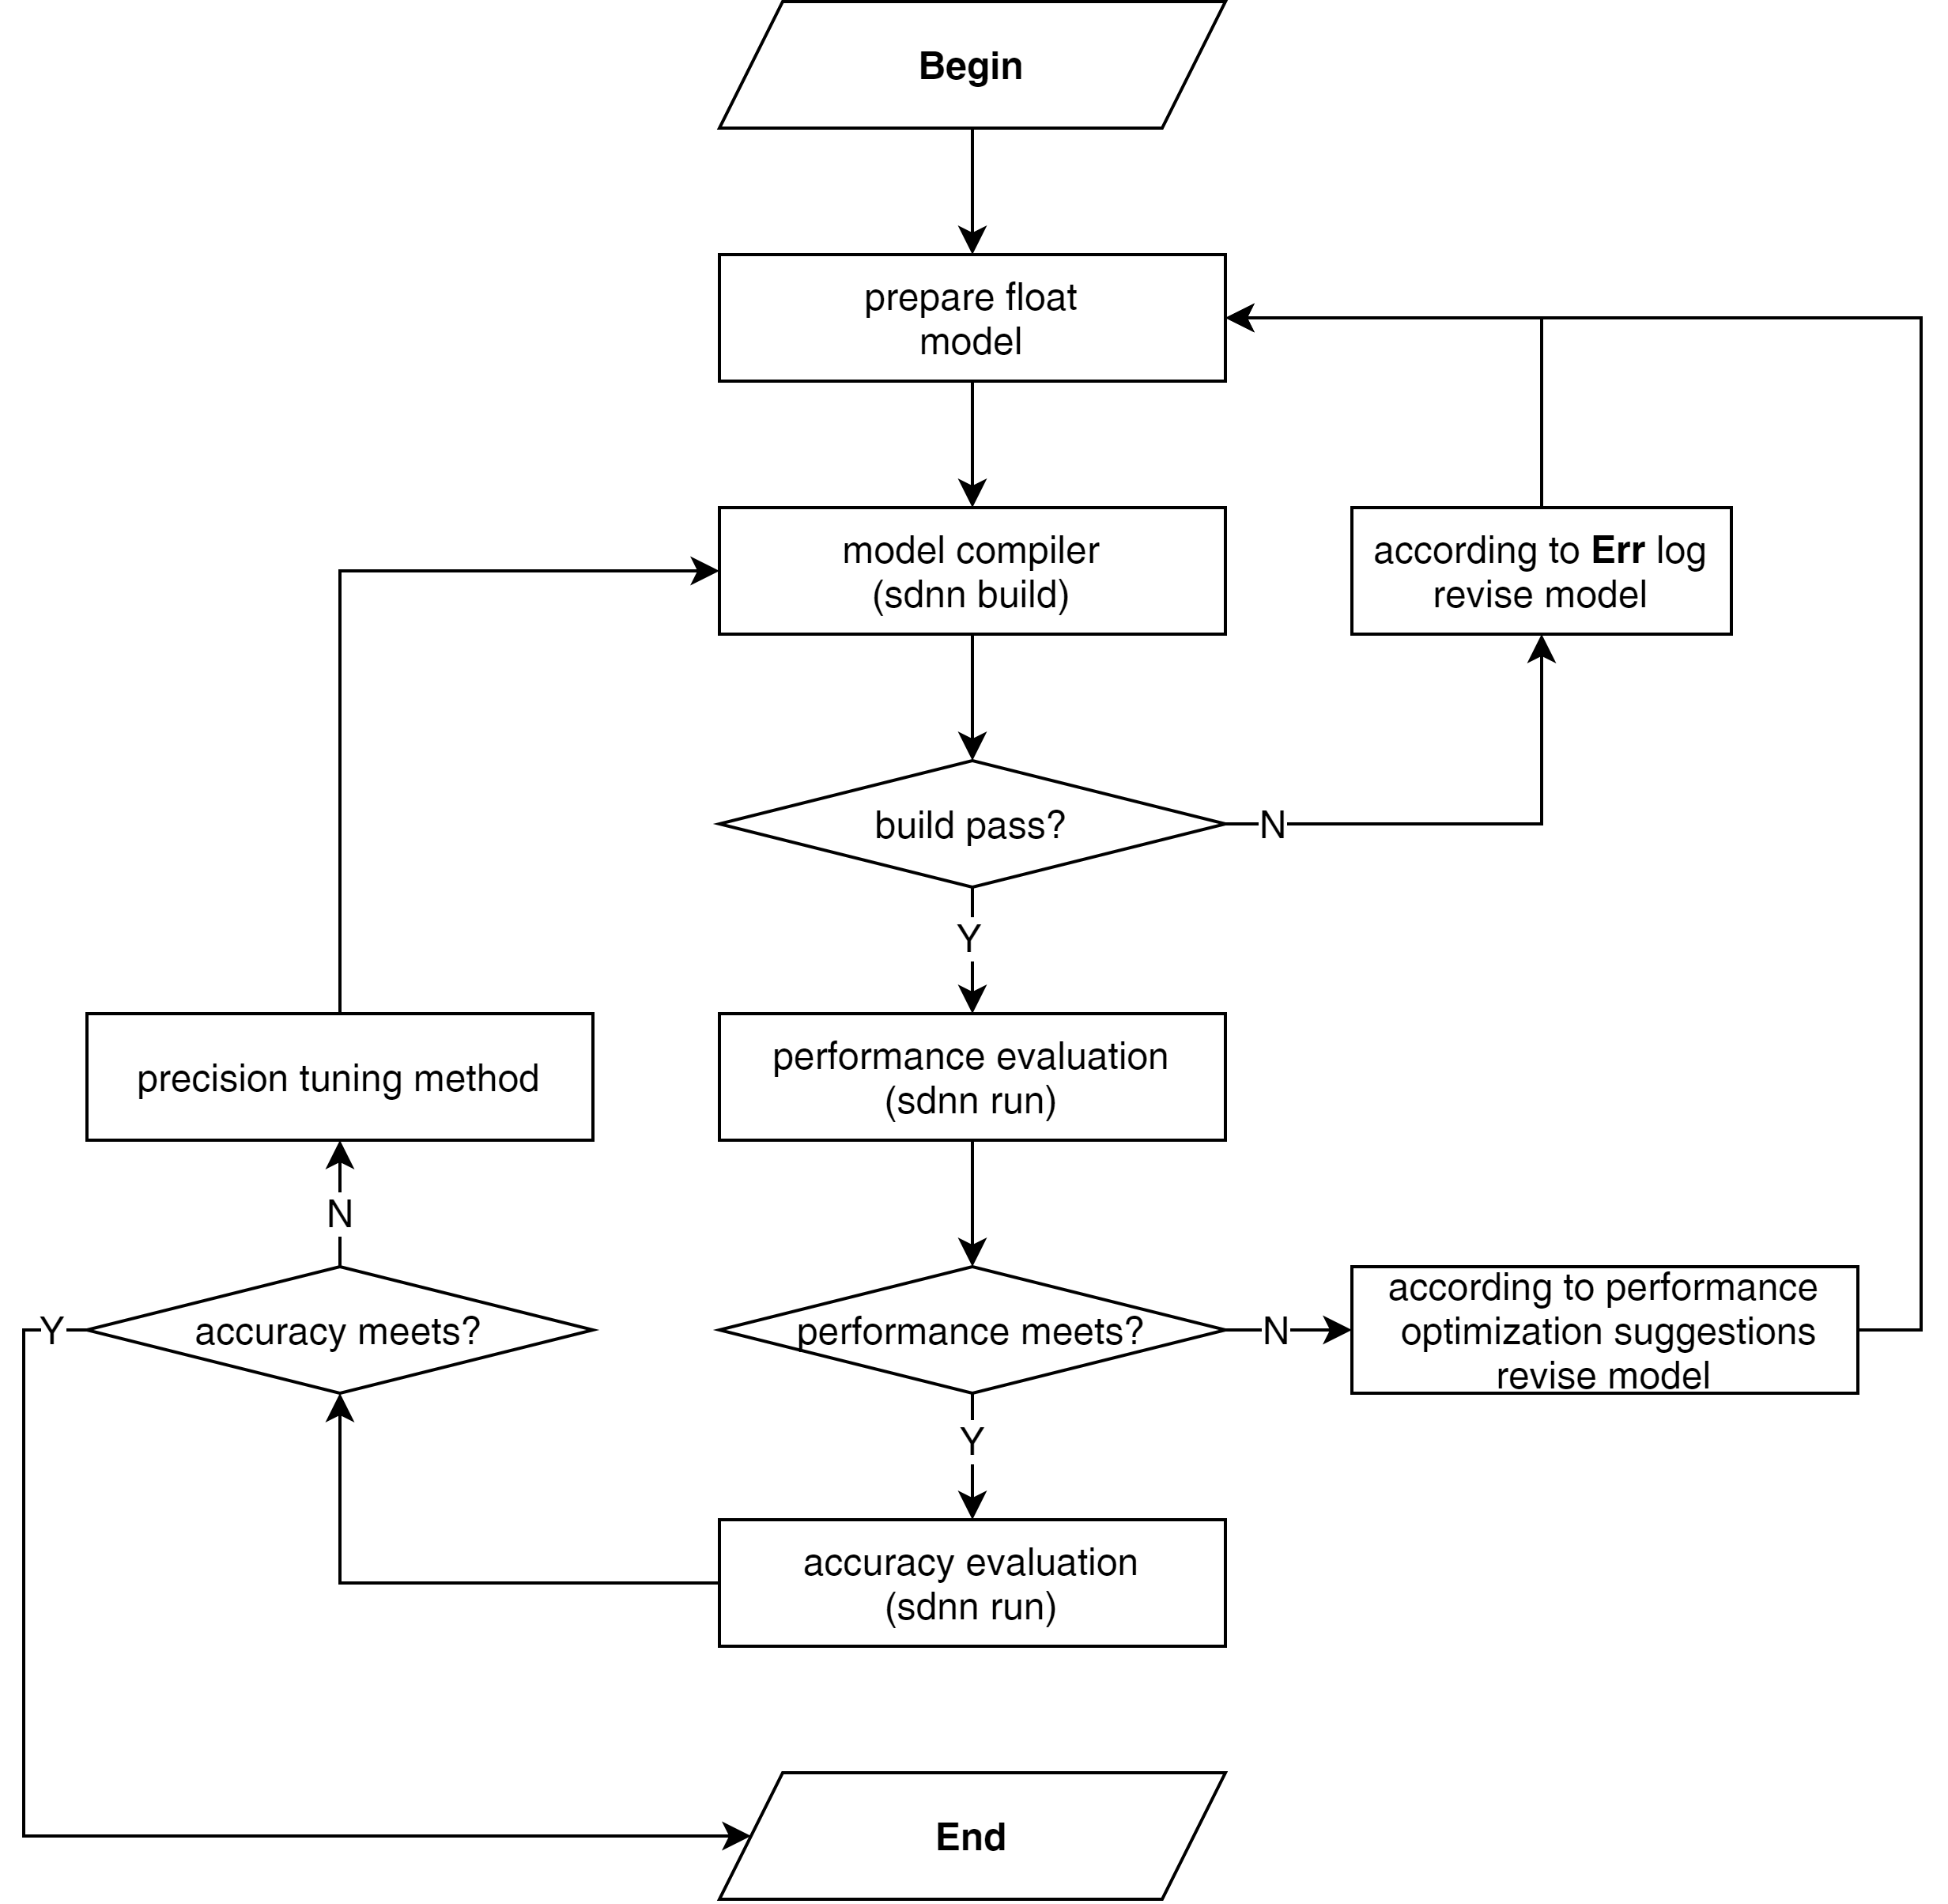 Begin
prepare float
model
model compiler
(sdnn build)
according to Err log
revise model
build pass?
N
Y
precision tuning method
performance evaluation
(sdnn run)
N
Y
accuracy meets?
performance meets?
N
according to performance
optimization suggestions
revise model
Y
accuracy evaluation
(sdnn run)
End